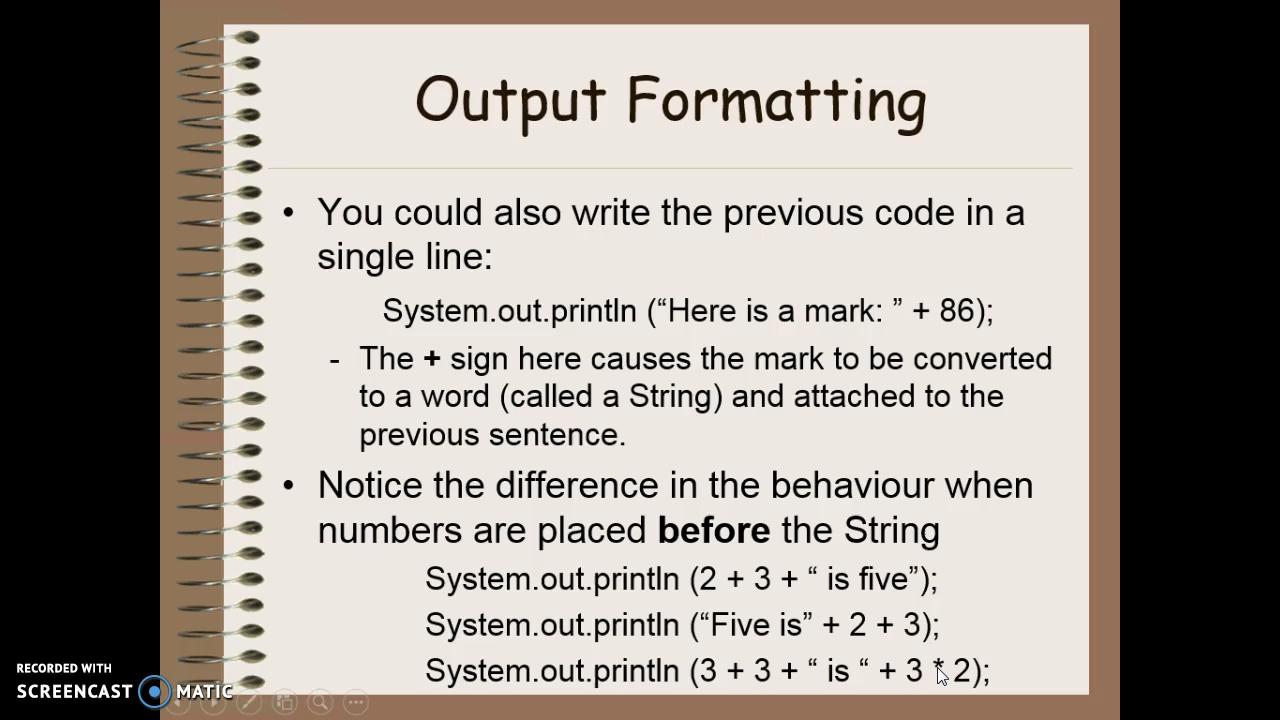 Output Formatting
• You could also write the previous code in a
single line:
System.out.println (“Here is a mark: ” + 86);
- The + sign here causes the mark to be converted
to a word (called a String) and attached to the
previous sentence.
• Notice the difference in the behaviour when
numbers are placed before the String
System.out.println (2 + 3 + “ is five”);
System.out.println (“Five is” + 2 + 3);
System.out.println (3 + 3 + “ is “ + 3 * 2);
RECORDED WITH
SCREENCAST MATIC